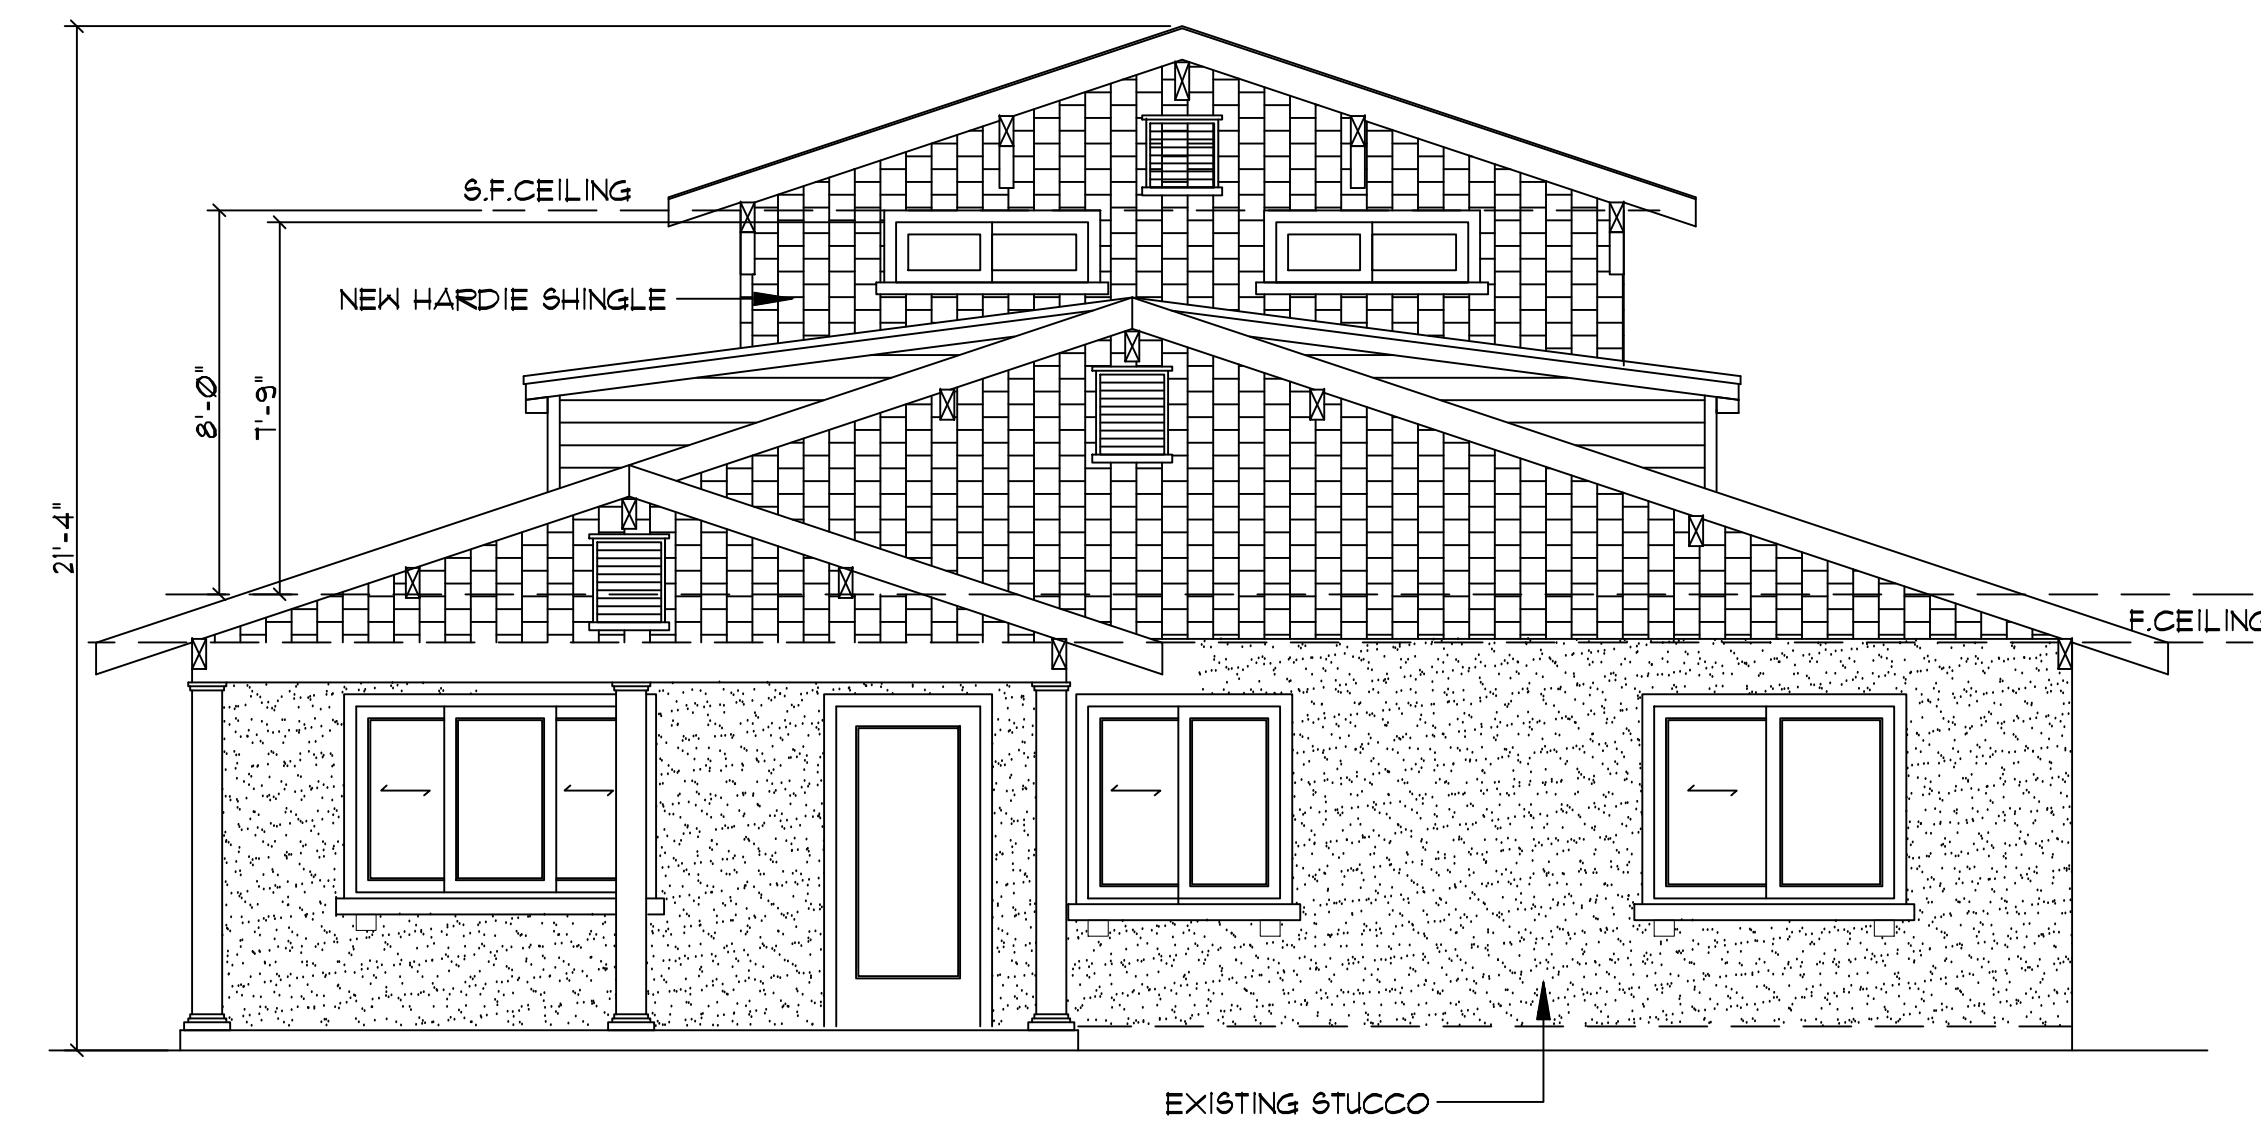 S.F.CEILING
NEW HARDIE SHINGLE
8'-0"
7'-9"
21'-4"
F.CEILING
EXISTING STUCCO